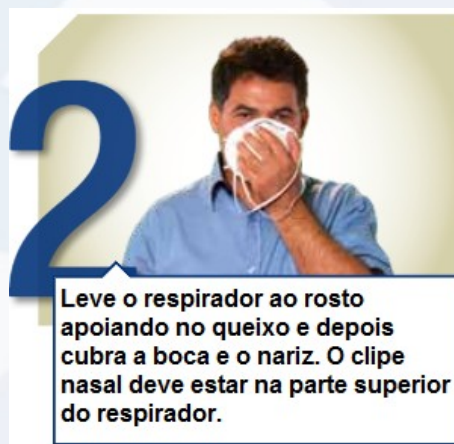 2
Leve o respirador ao rosto
apoiando no queixo e depois
cubra a boca e o nariz. O clipe
nasal deve estar na parte superior
do respirador.